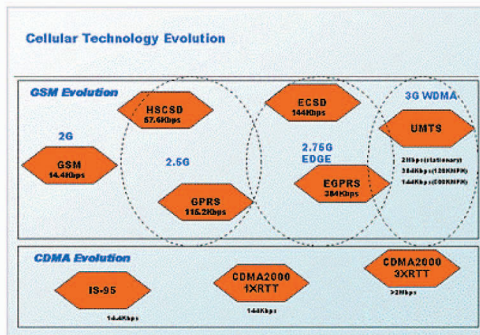 Cellular Technology Evolution
GSM Evolution
HSCSD
57.6Kbps
ECSD
144Kbps
3G WDMA
UMTS
2G
GSM
14.4Kbps
2.5G
2.75G
EDGE
2Mbps(stationary)
384Kbps(120KMPH)
144Kbps(500KMPH)
GPRS
115.2Kbps
EGPRS
384Kbps
CDMA Evolution
IS-95
14.4Kbps
CDMA2000
1XRTT
144Kbps
CDMA2000
3XRTT
>2Mbps